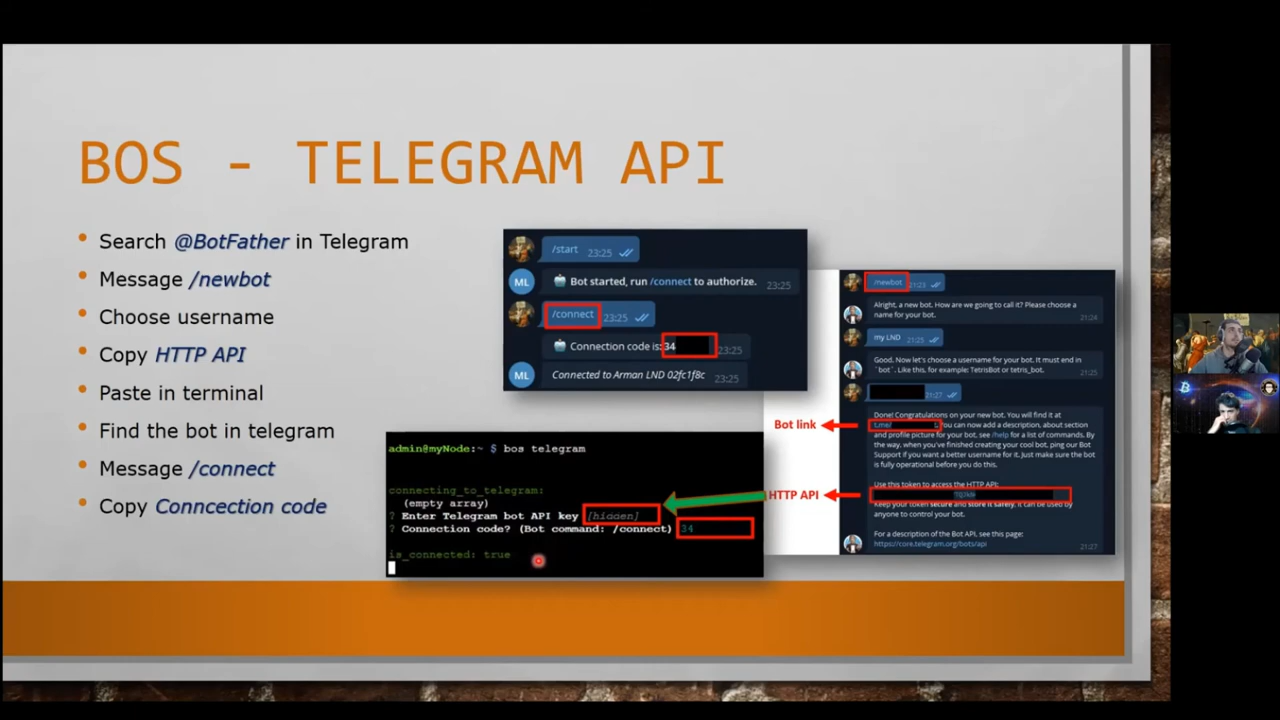 BOS - TELEGRAM API
Search @BotFather in Telegram
Message /newbot
Choose username
Copy HTTP API
Paste in terminal
Find the bot in telegram
Message /connect
Copy Conncection code
/start 23:25
ML
Bot started, run /connect to authorize. 23:25
/connect 23:25
Connection code is: 34 23:25
ML
Connected to Arman LND 02fc1f8c 23:25
admin@myNode:~ $ bos telegram
connecting_to_telegram:
(empty array)
? Enter Telegram bot API key [hidden]
? Connection code? (Bot command: /connect) 34
is_connected: true
/newbot 21:23
Alright, a new bot. How are we going to call it? Please choose a
name for your bot. 21:24
my LND 21:25
Good. Now let's choose a username for your bot. It must end in
`bot`. Like this, for example: TetrisBot or tetris_bot. 21:25
21:27
Done! Congratulations on your new bot. You will find it at
t.me/ You can now add a description, about section
and profile picture for your bot, see /help for a list of commands. By
the way, when you've finished creating your cool bot, ping our Bot
Support if you want a better username for it. Just make sure the bot
is fully operational before you do this.
Use this token to access the HTTP API:
Keep your token secure and store it safely, it can be used by
anyone to control your bot.
For a description of the Bot API, see this page:
https://core.telegram.org/bots/api 21:27
Bot link
HTTP API